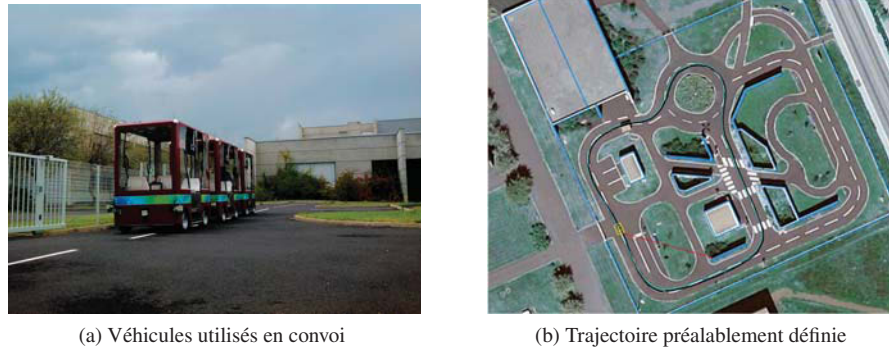 (a) Véhicules utilisés en convoi
(b) Trajectoire préalablement définie